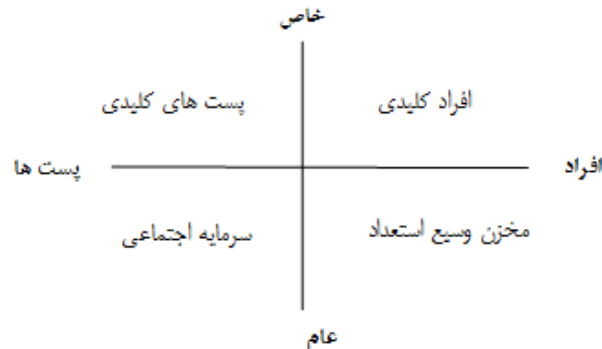 خاص
افراد کلیدی
پست های کلیدی
افراد
پست ها
مخزن وسیع استعداد
سرمایه اجتماعی
عام